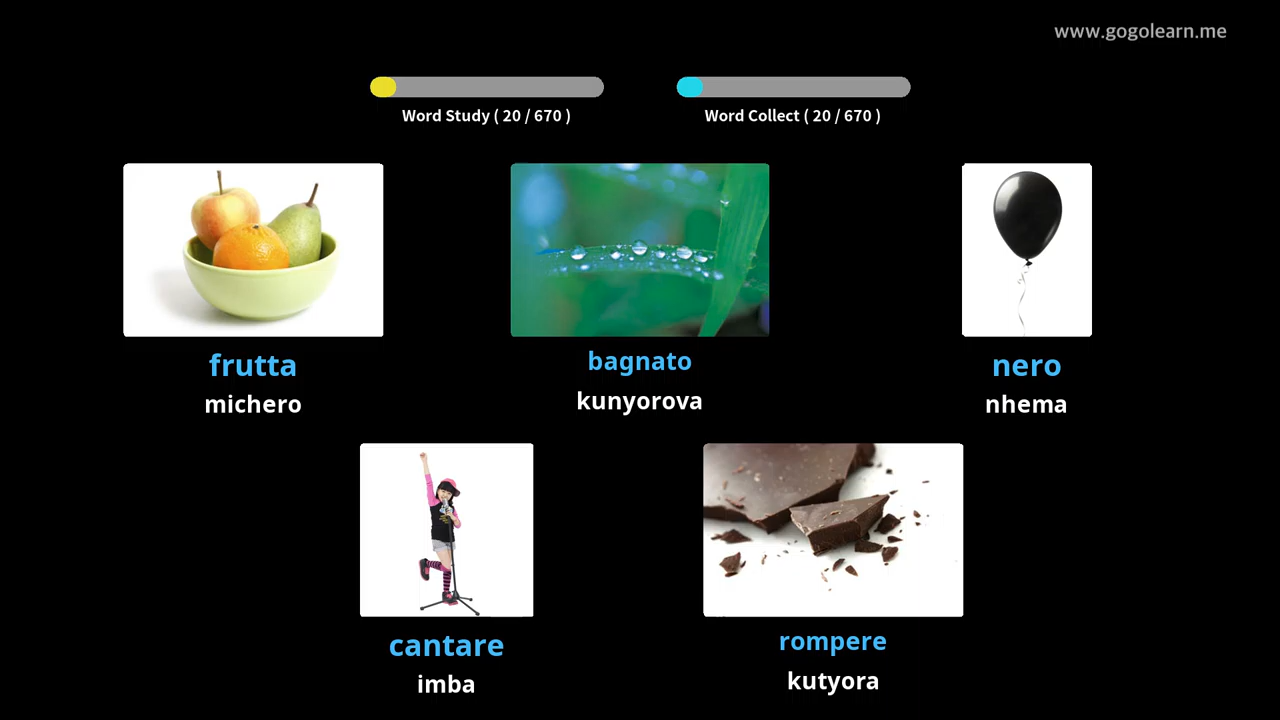 www.gogolearn.me
Word Study ( 20 / 670 )
Word Collect ( 20 / 670 )
frutta
michero
bagnato
kunyorova
nero
nhema
cantare
imba
rompere
kutyora